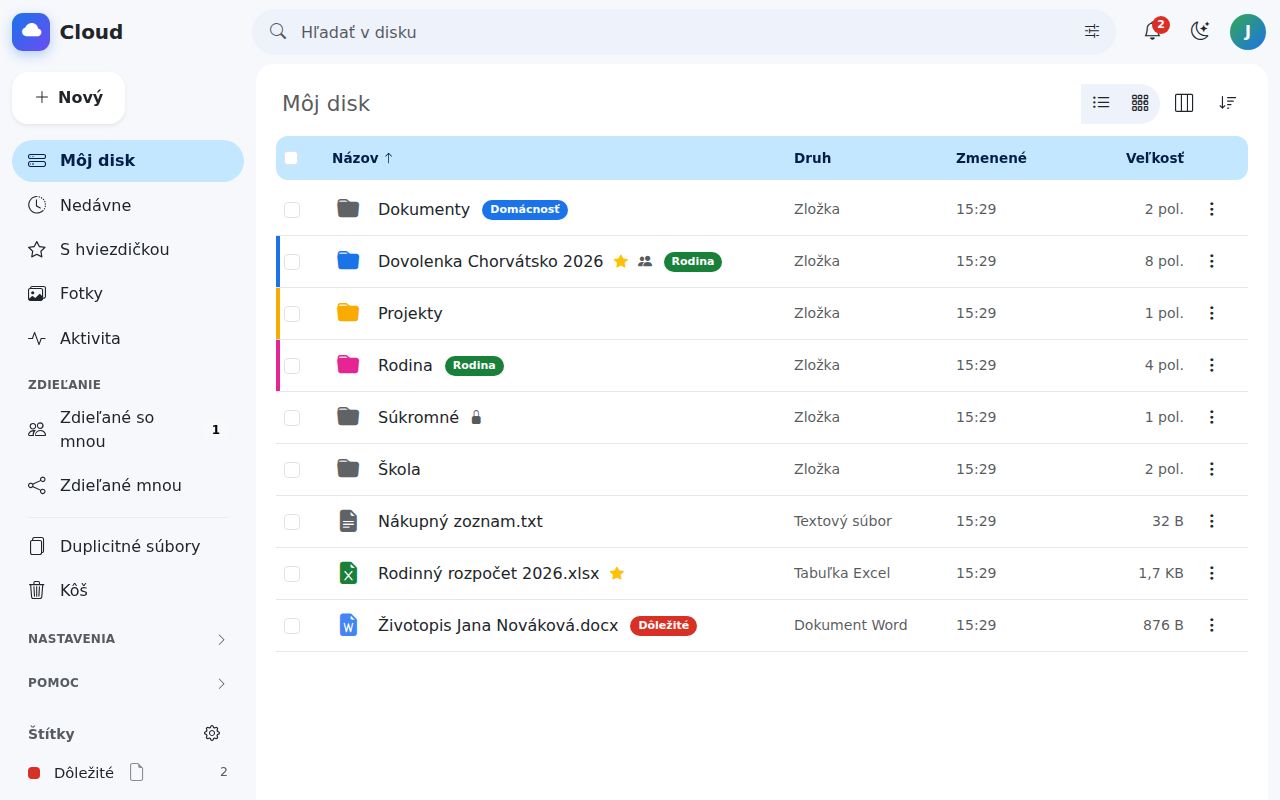 Cloud
Hľadať v disku
2
J
Nový
Môj disk
Nedávne
S hviezdičkou
Fotky
Aktivita
ZDIEĽANIE
Zdieľané so
mnou
1
Zdieľané mnou
Duplicitné súbory
Kôš
NASTAVENIA
POMOC
Štítky
Dôležité 2
Môj disk
Názov ↑ Druh Zmenené Veľkosť
Dokumenty Domácnosť Zložka 15:29 2 pol.
Dovolenka Chorvátsko 2026 Rodina Zložka 15:29 8 pol.
Projekty Zložka 15:29 1 pol.
Rodina Rodina Zložka 15:29 4 pol.
Súkromné Zložka 15:29 1 pol.
Škola Zložka 15:29 2 pol.
Nákupný zoznam.txt Textový súbor 15:29 32 B
Rodinný rozpočet 2026.xlsx Tabuľka Excel 15:29 1,7 KB
Životopis Jana Nováková.docx Dôležité Dokument Word 15:29 876 B